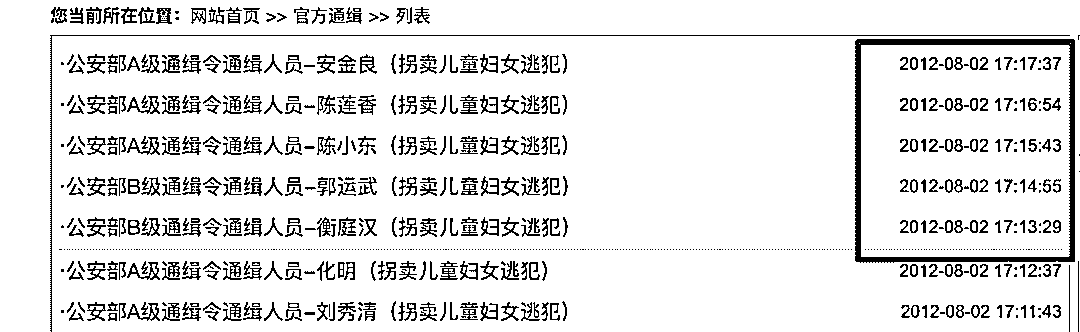 您当前所在位置：网站首页 >> 官方通缉 >> 列表
·公安部A级通缉令通缉人员–安金良（拐卖儿童妇女逃犯） 2012-08-02 17:17:37
·公安部A级通缉令通缉人员–陈莲香（拐卖儿童妇女逃犯） 2012-08-02 17:16:54
·公安部A级通缉令通缉人员–陈小东（拐卖儿童妇女逃犯） 2012-08-02 17:15:43
·公安部B级通缉令通缉人员–郭运武（拐卖儿童妇女逃犯） 2012-08-02 17:14:55
·公安部B级通缉令通缉人员–衡庭汉（拐卖儿童妇女逃犯） 2012-08-02 17:13:29
·公安部A级通缉令通缉人员–化明（拐卖儿童妇女逃犯） 2012-08-02 17:12:37
·公安部A级通缉令通缉人员–刘秀清（拐卖儿童妇女逃犯） 2012-08-02 17:11:43